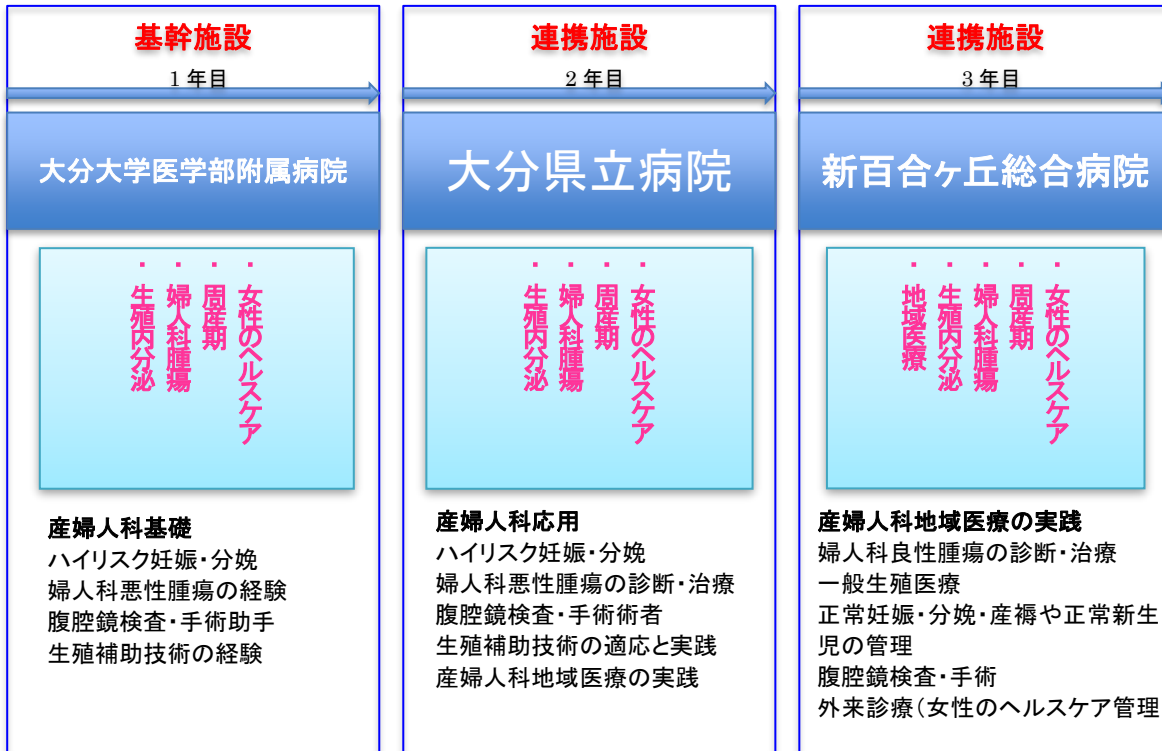 基幹施設
1 年目
大分大学医学部附属病院
・女性のヘルスケア
・周産期
・婦人科腫瘍
・生殖内分泌
産婦人科基礎
ハイリスク妊娠・分娩
婦人科悪性腫瘍の経験
腹腔鏡検査・手術助手
生殖補助技術の経験
連携施設
2 年目
大分県立病院
・女性のヘルスケア
・周産期
・婦人科腫瘍
・生殖内分泌
産婦人科応用
ハイリスク妊娠・分娩
婦人科悪性腫瘍の診断・治療
腹腔鏡検査・手術術者
生殖補助技術の適応と実践
産婦人科地域医療の実践
連携施設
3 年目
新百合ヶ丘総合病院
・女性のヘルスケア
・周産期
・婦人科腫瘍
・生殖内分泌
・地域医療
産婦人科地域医療の実践
婦人科良性腫瘍の診断・治療
一般生殖医療
正常妊娠・分娩・産褥や正常新生
児の管理
腹腔鏡検査・手術
外来診療(女性のヘルスケア管理